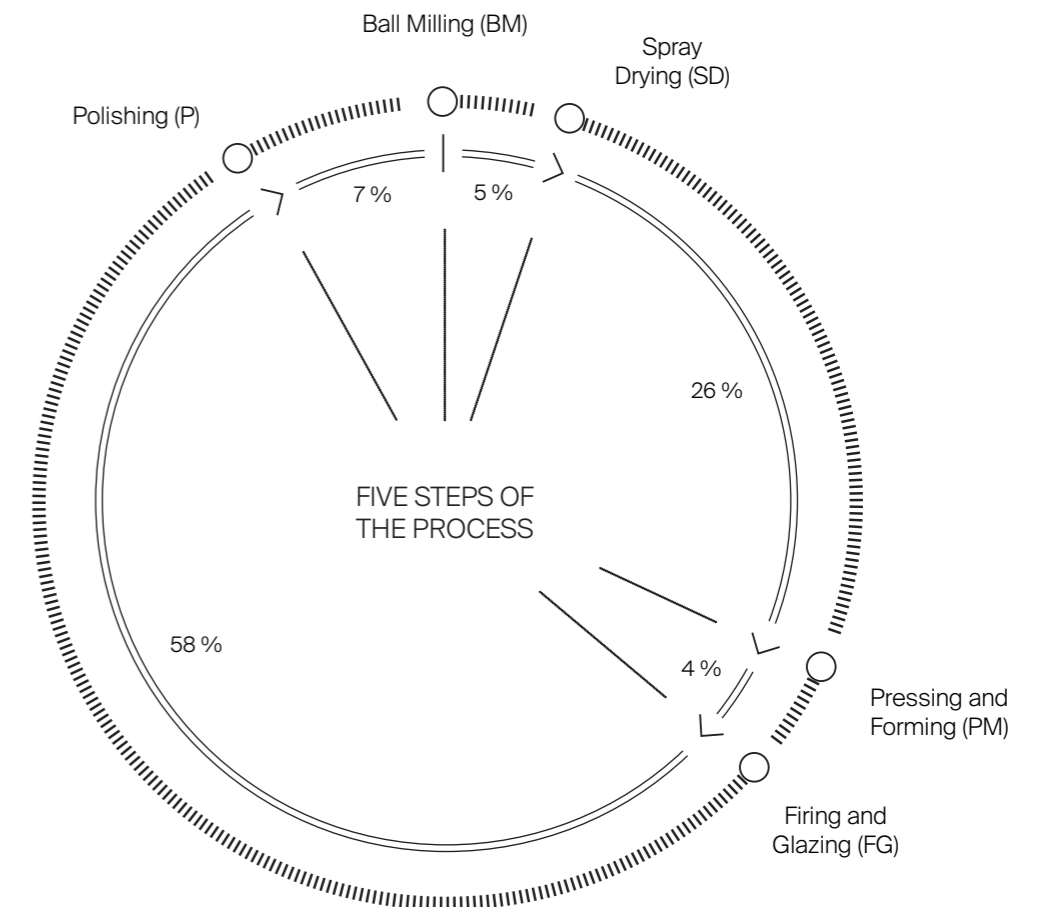 Ball Milling (BM)
Spray
Drying (SD)
Polishing (P)
7 %
5 %
26 %
FIVE STEPS OF
THE PROCESS
58 %
4 %
Pressing and
Forming (PM)
Firing and
Glazing (FG)